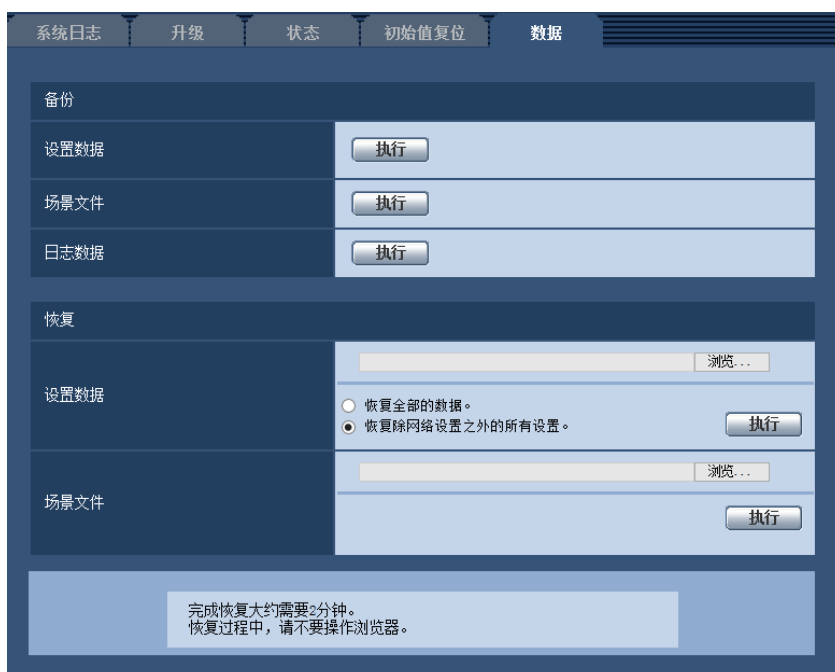 系统日志 升级 状态 初始值复位 数据
备份
设置数据 执行
场景文件 执行
日志数据 执行
恢复
浏览...
设置数据
恢复全部的数据。
恢复除网络设置之外的所有设置。 执行
浏览...
场景文件
执行
完成恢复大约需要2分钟。
恢复过程中，请不要操作浏览器。